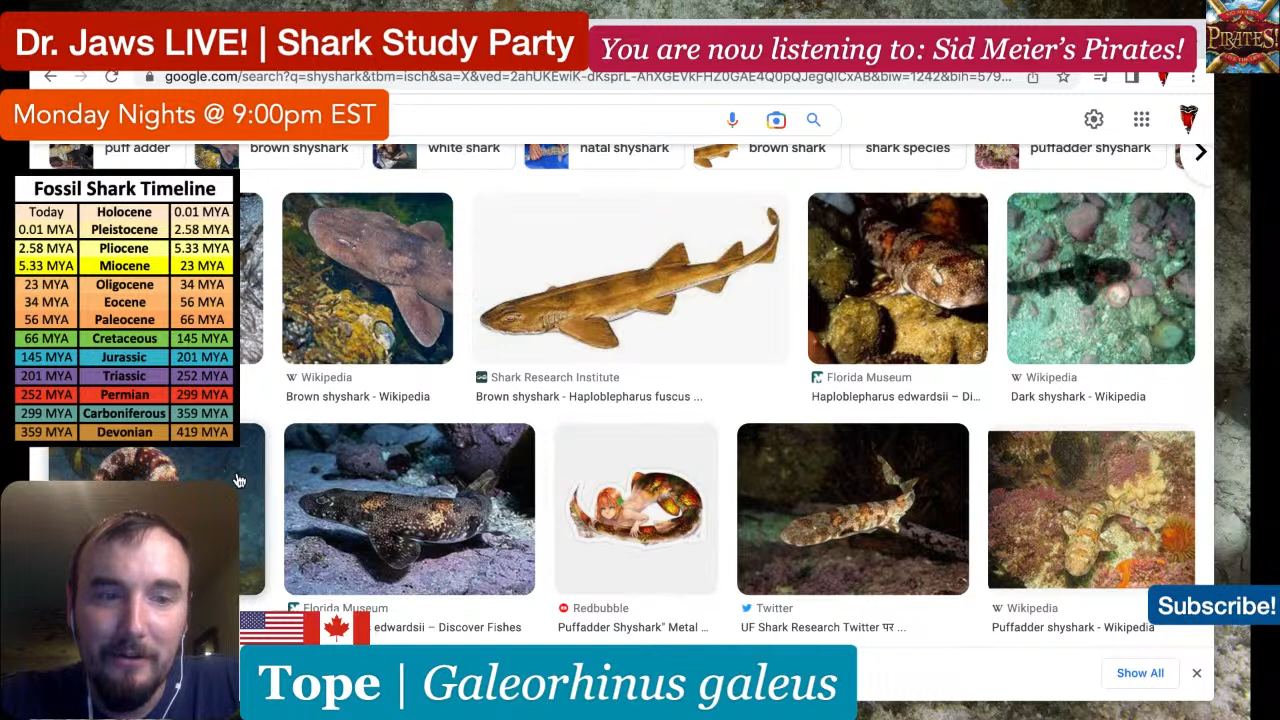 Dr. Jaws LIVE! | Shark Study Party
You are now listening to: Sid Meier's Pirates!
SID MEIER'S
PIRATES!
google.com/search?q=shyshark&tbm=isch&sa=X&ved=2ahUKEwiK-dKsprL-AhXGEVkFHZ0GAE4Q0pQJegQICxAB&biw=1242&bih=579...
Monday Nights @ 9:00pm EST
puff adder
brown shyshark
white shark
natal shyshark
brown shark
shark species
puffadder shyshark
Fossil Shark Timeline
Today Holocene 0.01 MYA
0.01 MYA Pleistocene 2.58 MYA
2.58 MYA Pliocene 5.33 MYA
5.33 MYA Miocene 23 MYA
23 MYA Oligocene 34 MYA
34 MYA Eocene 56 MYA
56 MYA Paleocene 66 MYA
66 MYA Cretaceous 145 MYA
145 MYA Jurassic 201 MYA
201 MYA Triassic 252 MYA
252 MYA Permian 299 MYA
299 MYA Carboniferous 359 MYA
359 MYA Devonian 419 MYA
W Wikipedia
Brown shyshark - Wikipedia
Shark Research Institute
Brown shyshark - Haploblepharus fuscus ...
Florida Museum
Haploblepharus edwardsii – Di...
W Wikipedia
Dark shyshark - Wikipedia
Florida Museum
edwardsii – Discover Fishes
Redbubble
Puffadder Shyshark" Metal ...
Twitter
UF Shark Research Twitter पर ...
W Wikipedia
Puffadder shyshark - Wikipedia
Subscribe!
Tope | Galeorhinus galeus
Show All